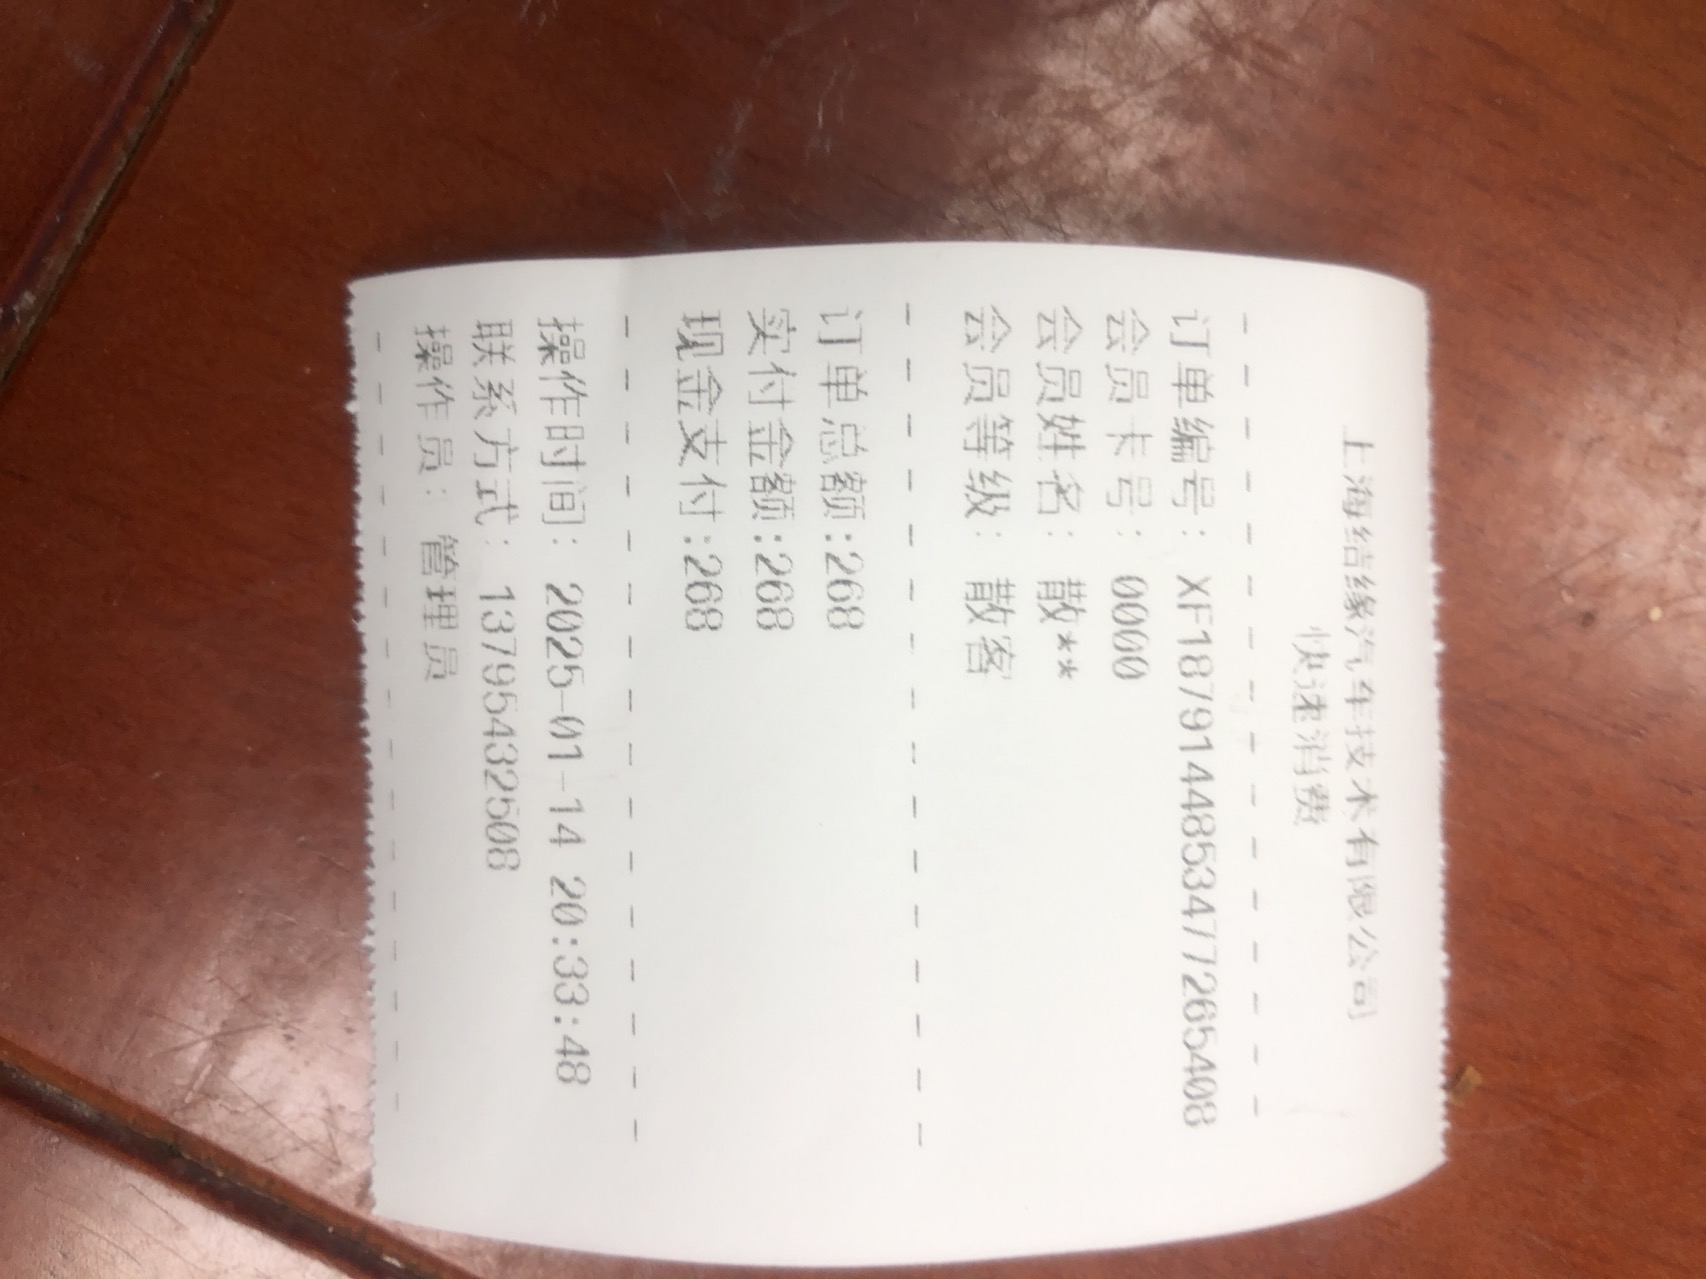 上海结缘汽车技术有限公司
快速消费
订单编号: XF1879144853477265408
会员卡号: 0000
会员姓名: 散**
会员等级: 散客
订单总额:268
实付金额:268
现金支付:268
操作时间: 2025-01-14 20:33:48
联系方式: 13795432508
操作员: 管理员